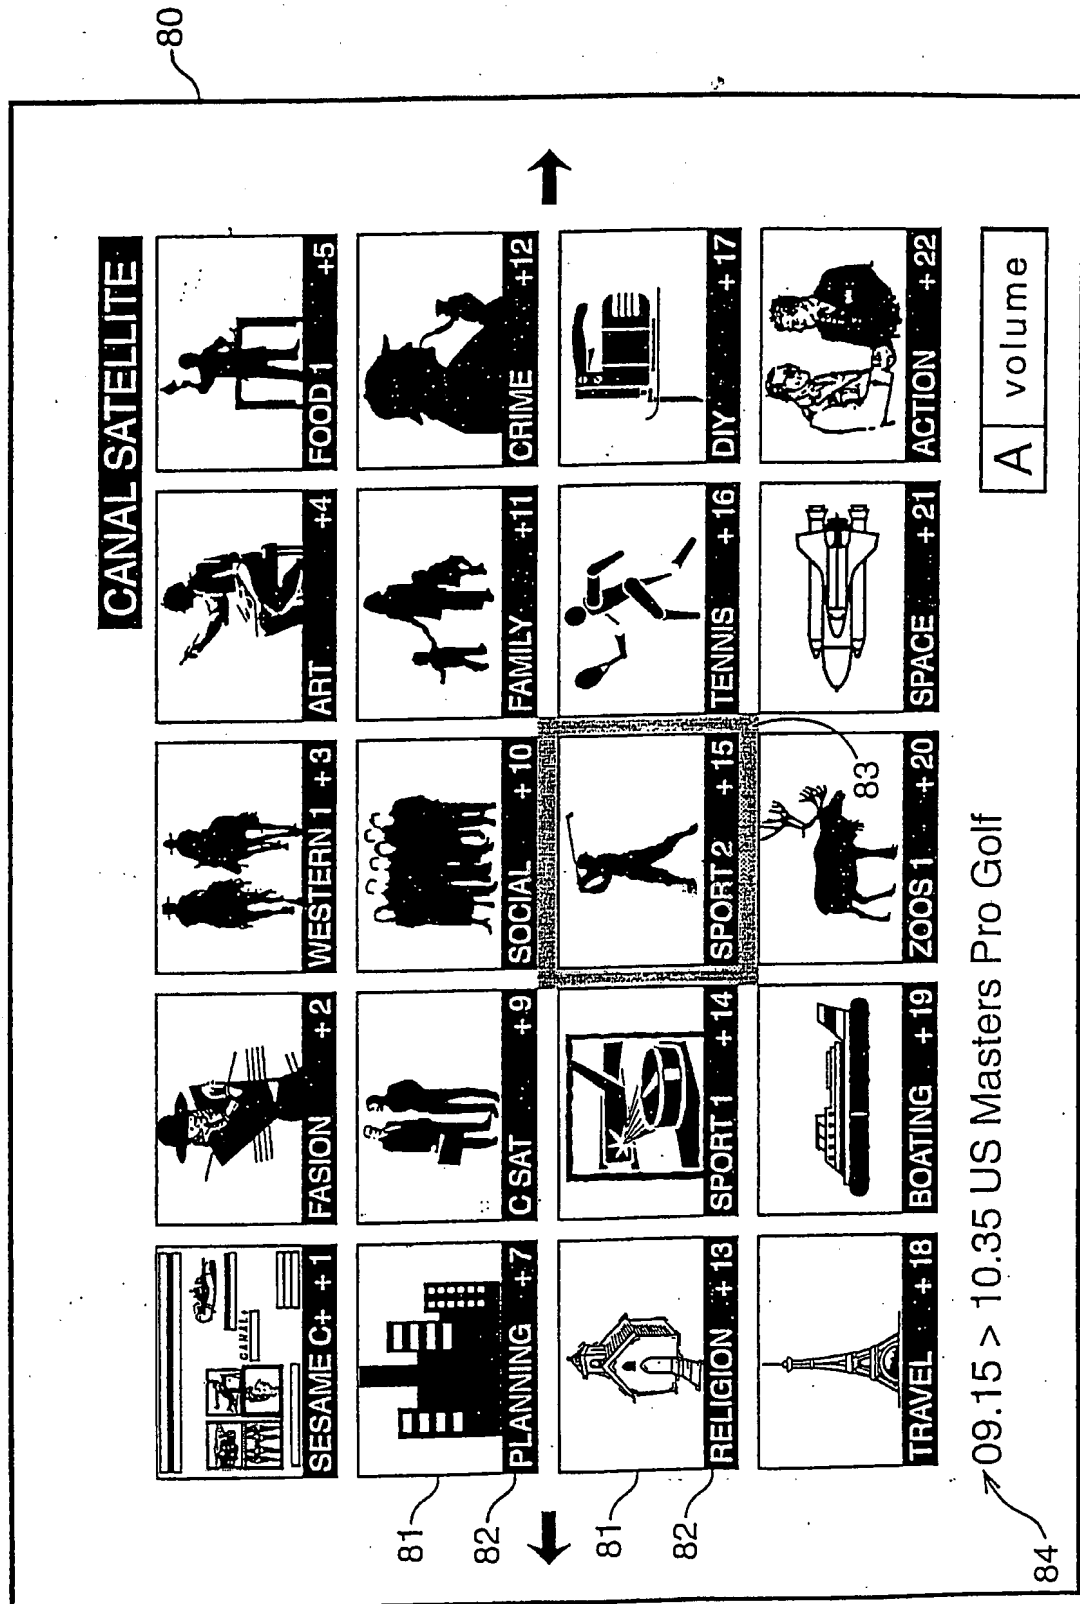 80
CANAL SATELLITE
SESAME C+ + 1
FASION + 2
WESTERN 1 + 3
ART +4
FOOD 1 +5
CANAL+
81
PLANNING +7
C SAT +9
SOCIAL + 10
FAMILY +11
CRIME +12
82
81
RELIGION + 13
SPORT 1 + 14
SPORT 2 + 15
TENNIS + 16
DIY + 17
82
83
TRAVEL + 18
BOATING + 19
ZOOS 1 + 20
SPACE + 21
ACTION + 22
09.15 > 10.35 US Masters Pro Golf
A volume
84